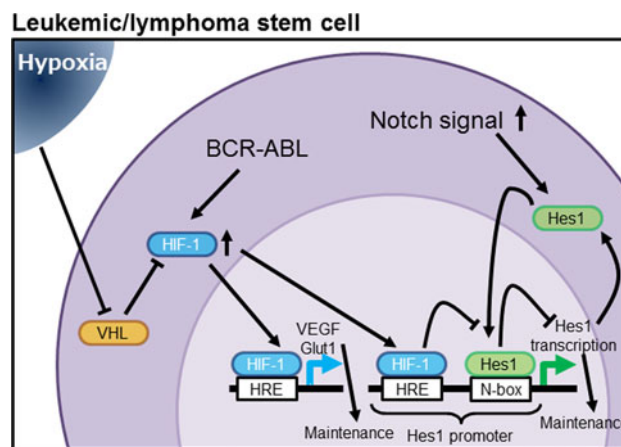 Leukemic/lymphoma stem cell
Hypoxia
Notch signal
BCR-ABL
Hes1
HIF-1
VHL
VEGF
Glut1
Hes1
transcription
HIF-1
HIF-1
Hes1
HRE
HRE
N-box
Maintenance
Hes1 promoter
Maintenance